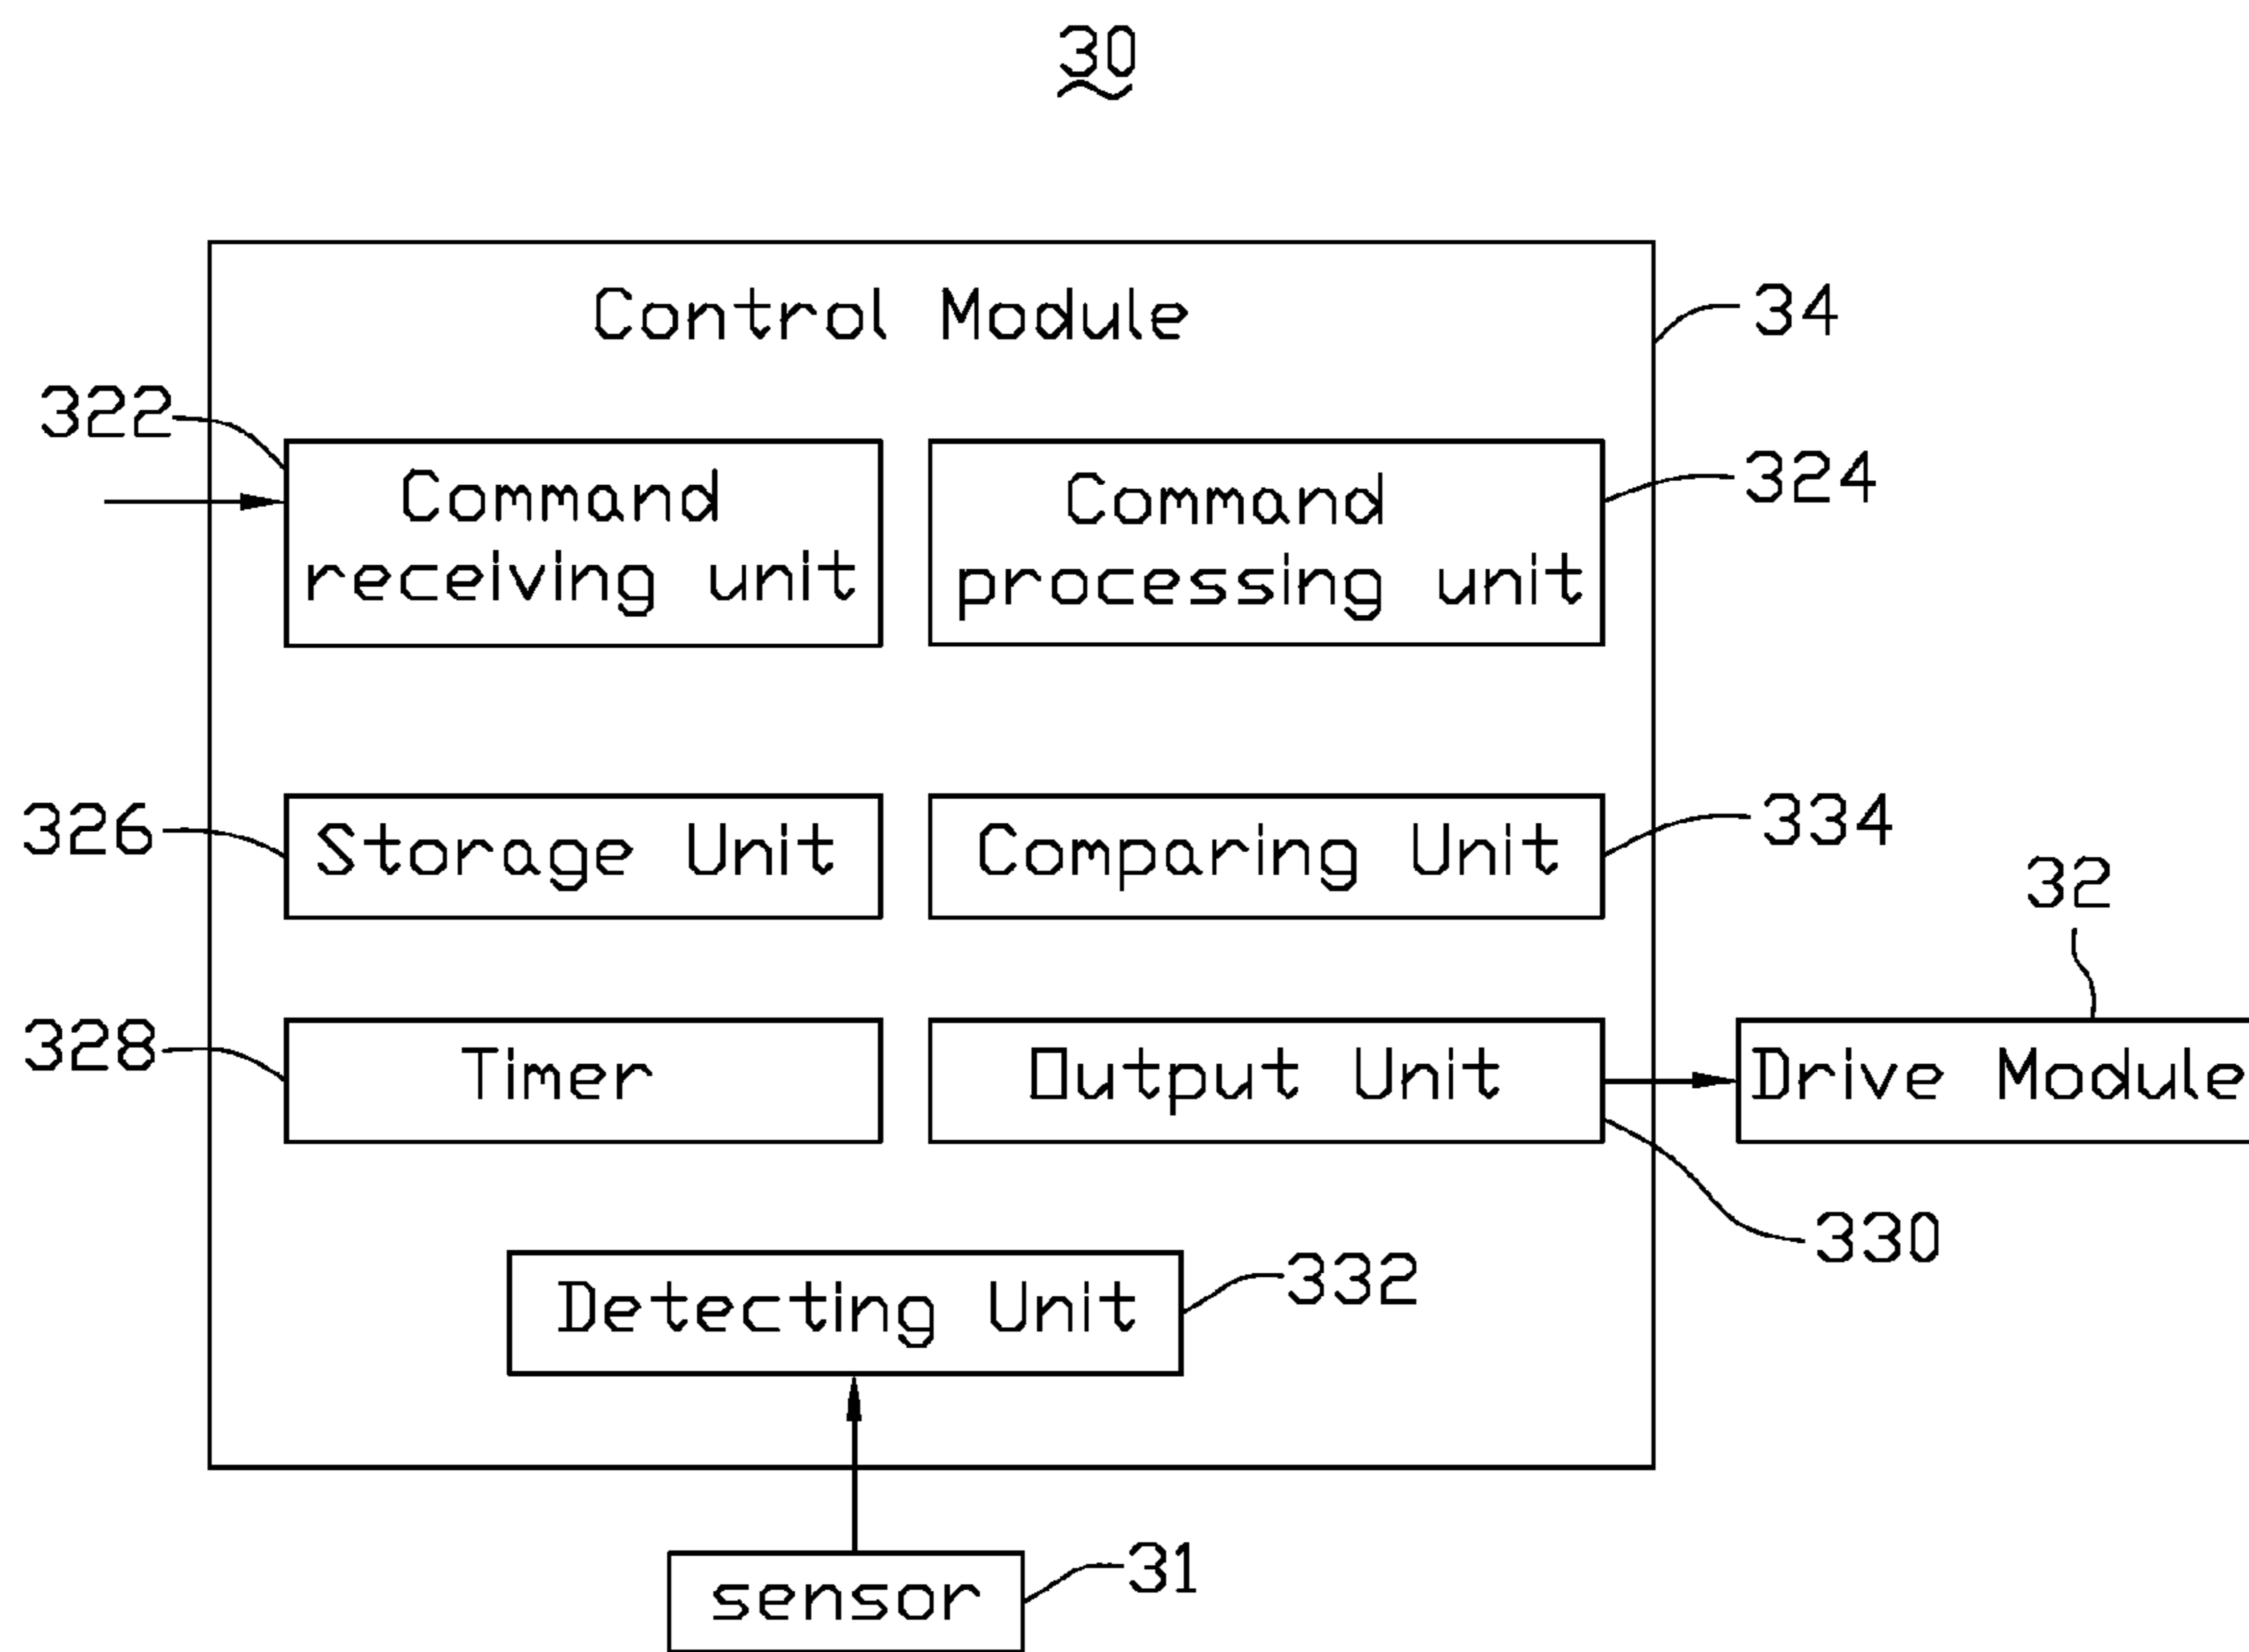 30
Control Module
34
322
Command
receiving unit
Command
processing unit
324
326
Storage Unit
Comparing Unit
334
32
328
Timer
Output Unit
Drive Module
330
Detecting Unit
332
sensor
31